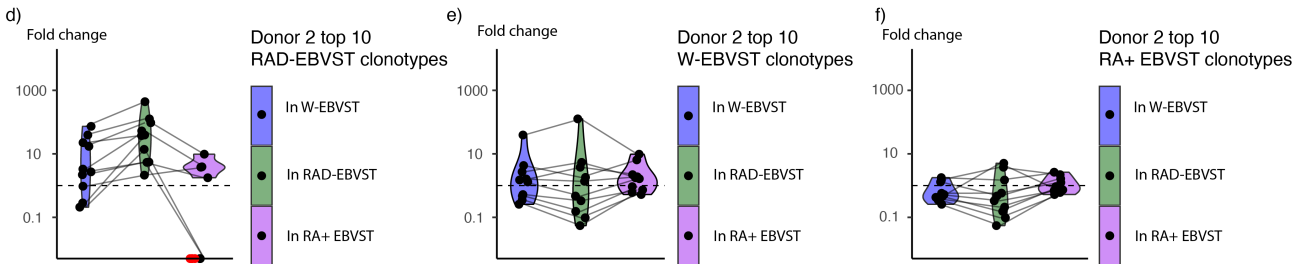 d)
Fold change
1000
10
0.1
Donor 2 top 10
RAD-EBVST clonotypes
In W-EBVST
In RAD-EBVST
In RA+ EBVST
e)
Fold change
1000
10
0.1
Donor 2 top 10
W-EBVST clonotypes
In W-EBVST
In RAD-EBVST
In RA+ EBVST
f)
Fold change
1000
10
0.1
Donor 2 top 10
RA+ EBVST clonotypes
In W-EBVST
In RAD-EBVST
In RA+ EBVST